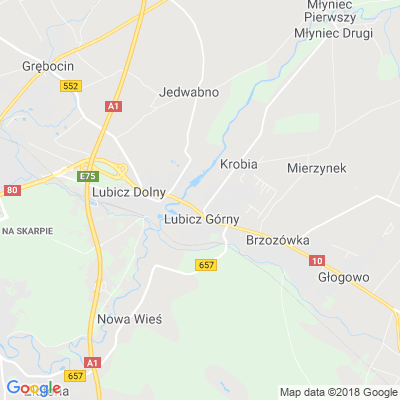 Młyniec
Pierwszy
Młyniec Drugi
Grębocin
552
Jedwabno
A1
Krobia
Mierzynek
E75
80
Lubicz Dolny
NA SKARPIE
Lubicz Górny
Brzozówka
10
657
Głogowo
Nowa Wieś
A1
657
Google
Map data ©2018 Google